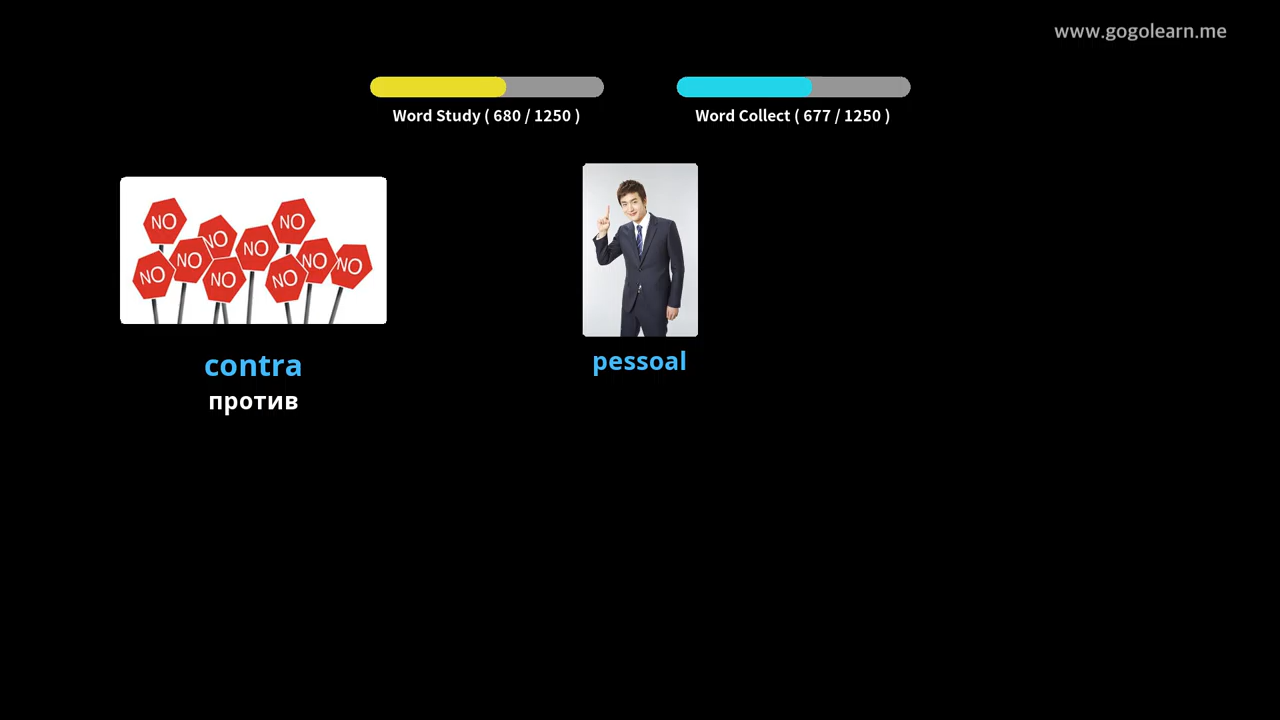 www.gogolearn.me
Word Study ( 680 / 1250 )
Word Collect ( 677 / 1250 )
NO
NO
NO
NO
NO
NO
NO
NO
NO
NO
contra
против
pessoal